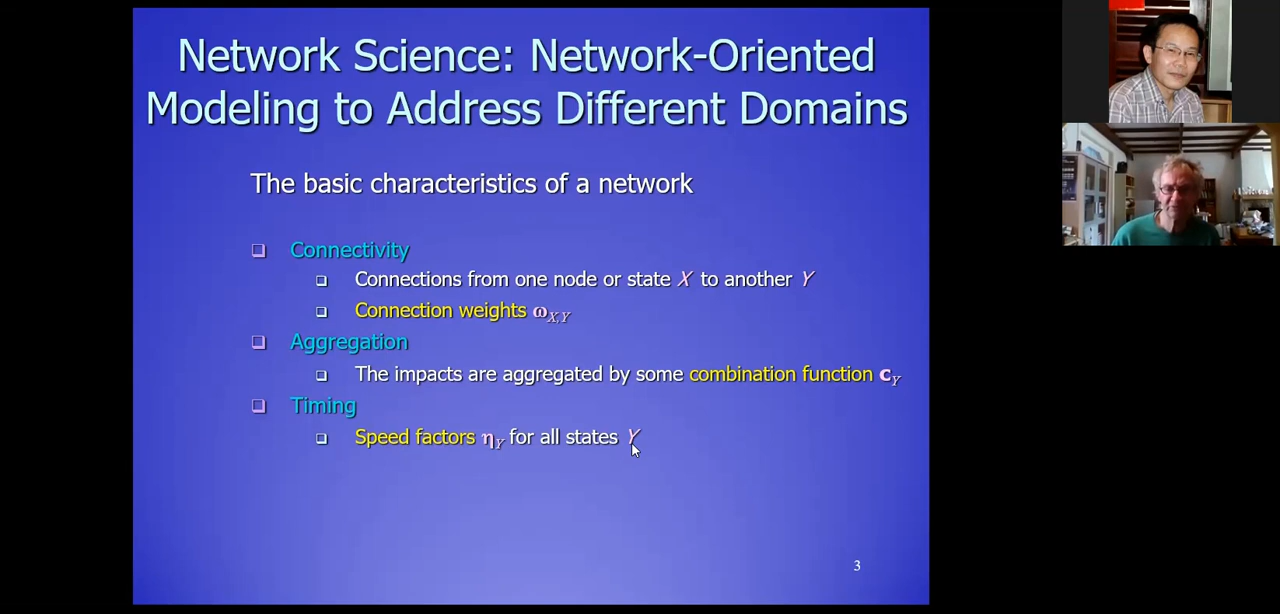 Network Science: Network-Oriented
Modeling to Address Different Domains
The basic characteristics of a network
Connectivity
Connections from one node or state X to another Y
Connection weights ωX,Y
Aggregation
The impacts are aggregated by some combination function cY
Timing
Speed factors ηY for all states Y
3